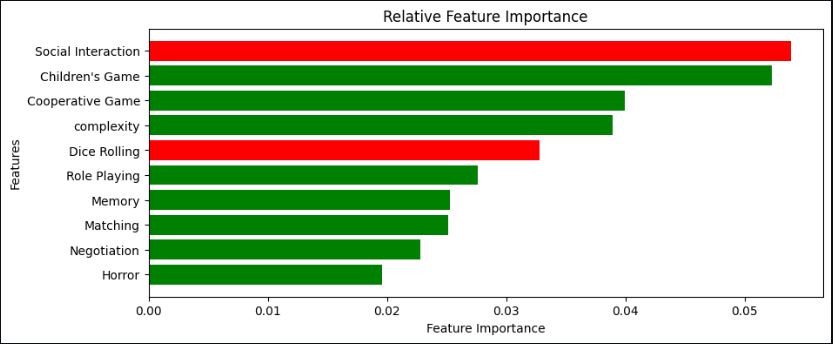 Relative Feature Importance
Social Interaction
Children's Game
Cooperative Game
complexity
Dice Rolling
Role Playing
Memory
Matching
Negotiation
Horror
Features
0.00 0.01 0.02 0.03 0.04 0.05
Feature Importance